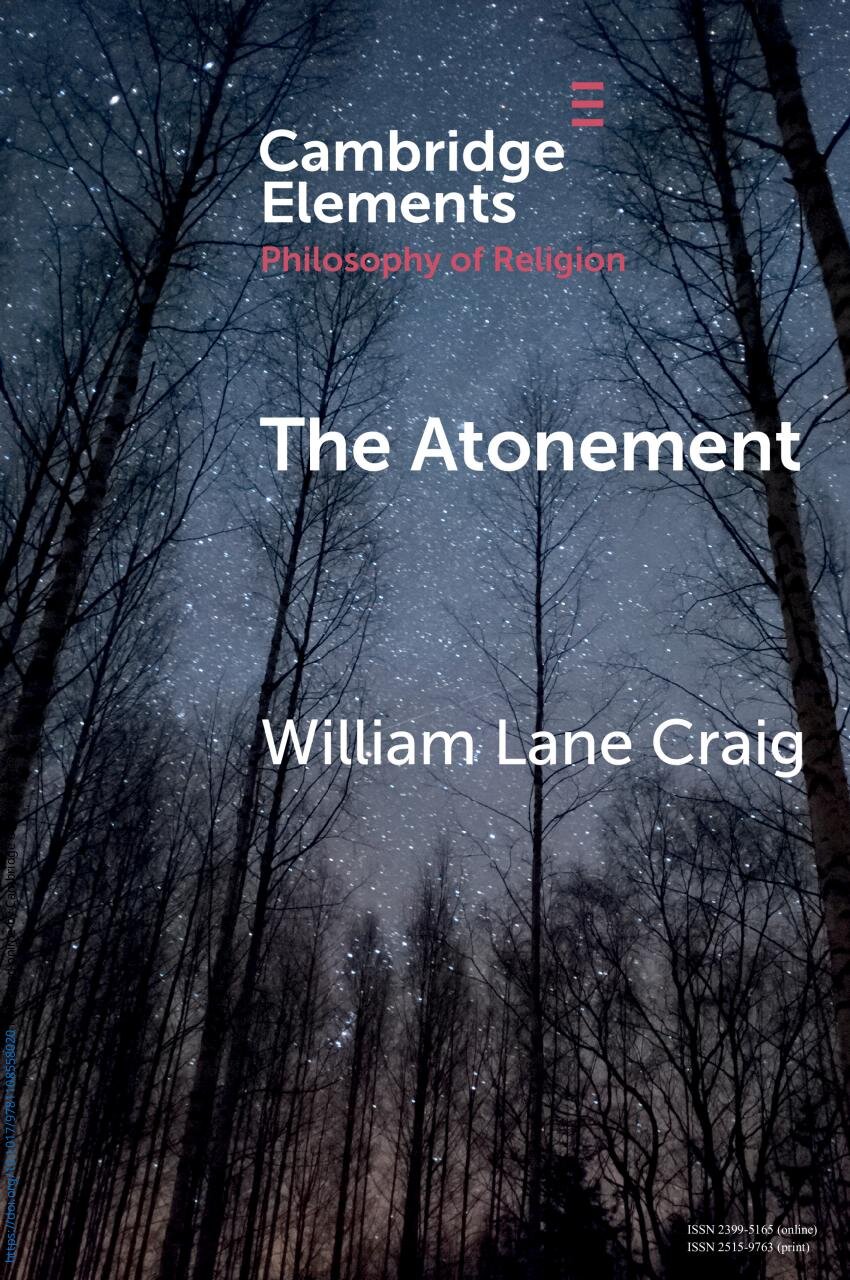 Cambridge
Elements
Philosophy of Religion
The Atonement
William Lane Craig
ISSN 2399-5165 (online)
ISSN 2515-9763 (print)